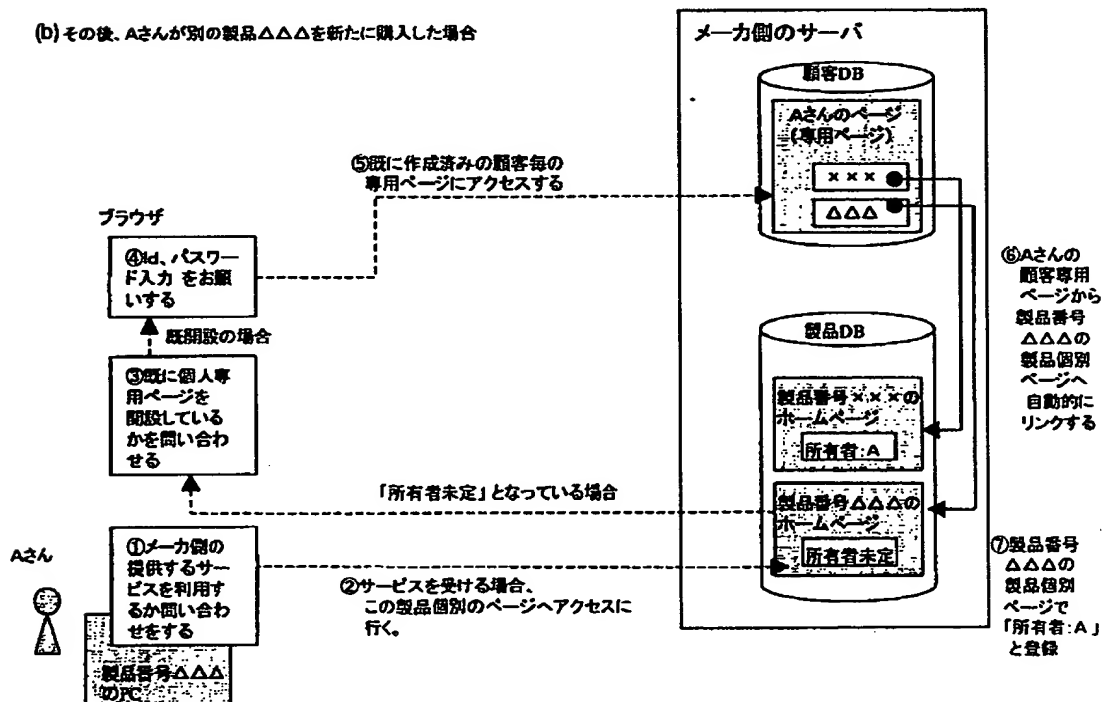 (b) その後、Aさんが別の製品△△△を新たに購入した場合
メーカ側のサーバ
顧客DB
Aさんのページ
(専用ページ)
×××
△△△
⑤既に作成済みの顧客毎の
専用ページにアクセスする
ブラウザ
④Id、パスワー
ド入力 をお願
いする
既開設の場合
③既に個人専
用ページを
開設している
かを問い合わ
せる
⑥Aさんの
顧客専用
ページから
製品番号
△△△の
製品個別
ページへ
自動的に
リンクする
製品DB
製品番号×××の
ホームページ
所有者:A
「所有者未定」となっている場合
製品番号△△△の
ホームページ
所有者未定
Aさん
①メーカ側の
提供するサー
ビスを利用す
るか問い合わ
せをする
②サービスを受ける場合、
この製品個別のページへアクセスに
行く。
⑦製品番号
△△△の
製品個別
ページで
「所有者:A」
と登録
製品番号△△△
のPC